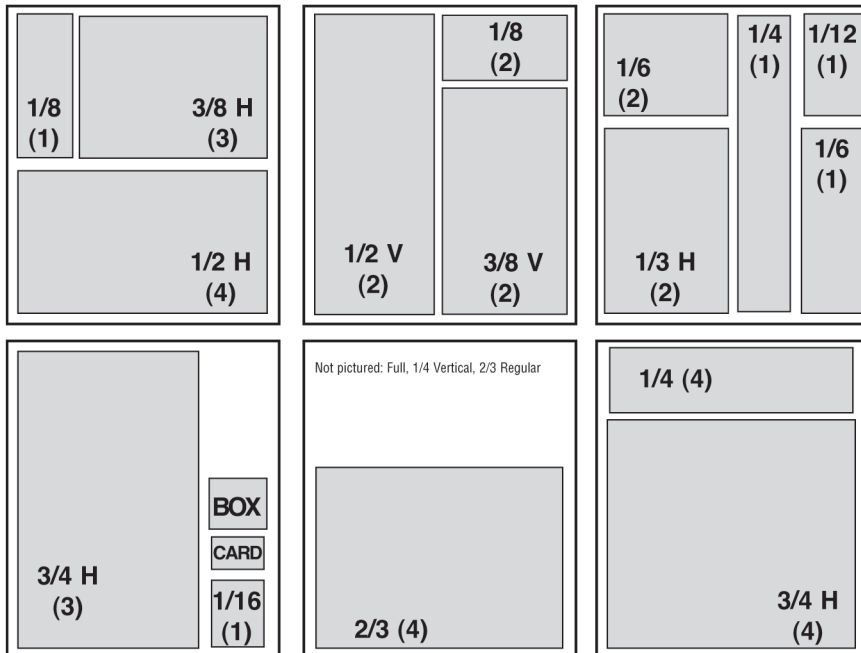 1/8
(1)
3/8 H
(3)
1/2 H
(4)
1/2 V
(2)
1/8
(2)
3/8 V
(2)
1/6
(2)
1/3 H
(2)
1/4
(1)
1/12
(1)
1/6
(1)
3/4 H
(3)
BOX
CARD
1/16
(1)
Not pictured: Full, 1/4 Vertical, 2/3 Regular
2/3 (4)
1/4 (4)
3/4 H
(4)